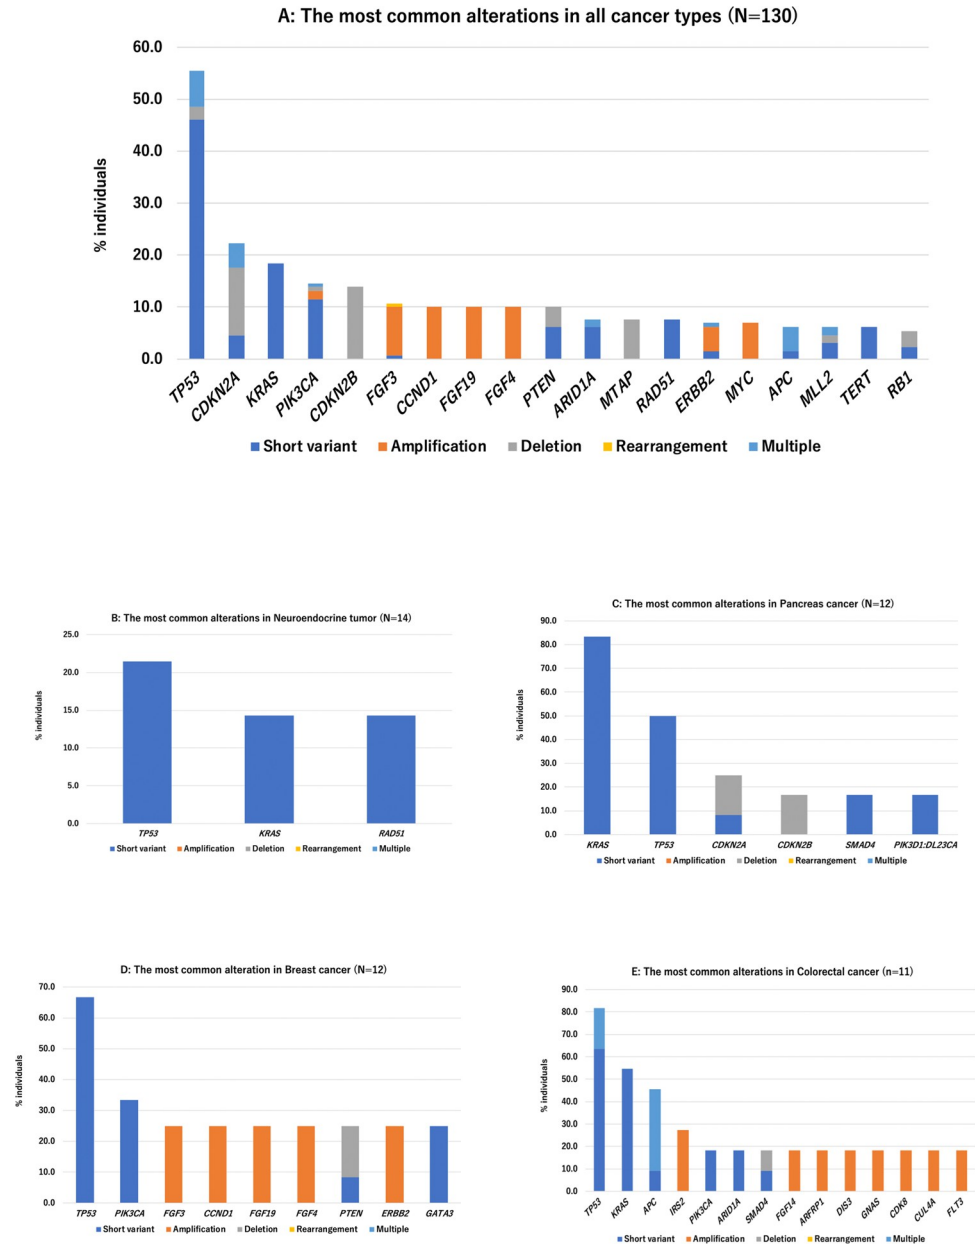 A: The most common alterations in all cancer types (N=130)
% individuals
60.0
50.0
40.0
30.0
20.0
10.0
0.0
TP53 CDKN2A KRAS PIK3CA CDKN2B FGF3 CCND1 FGF19 FGF4 PTEN ARID1A MTAP RAD51 ERBB2 MYC APC MLL2 TERT RB1
Short variant Amplification Deletion Rearrangement Multiple
B: The most common alterations in Neuroendocrine tumor (N=14)
% individuals
25.0
20.0
15.0
10.0
5.0
0.0
TP53 KRAS RAD51
Short variant Amplification Deletion Rearrangement Multiple
C: The most common alterations in Pancreas cancer (N=12)
% individuals
90.0
80.0
70.0
60.0
50.0
40.0
30.0
20.0
10.0
0.0
KRAS TP53 CDKN2A CDKN2B SMAD4 PIK3D1:DL23CA
Short variant Amplification Deletion Rearrangement Multiple
D: The most common alteration in Breast cancer (N=12)
% individuals
70.0
60.0
50.0
40.0
30.0
20.0
10.0
0.0
TP53 PIK3CA FGF3 CCND1 FGF19 FGF4 PTEN ERBB2 GATA3
Short variant Amplification Deletion Rearrangement Multiple
E: The most common alterations in Colorectal cancer (n=11)
% individuals
90.0
80.0
70.0
60.0
50.0
40.0
30.0
20.0
10.0
0.0
TP53 KRAS APC IRS2 PIK3CA ARID1A SMAD4 FGF14 ARFRP1 DIS3 GNAS CDK8 CUL4A FLT3
Short variant Amplification Deletion Rearrangement Multiple